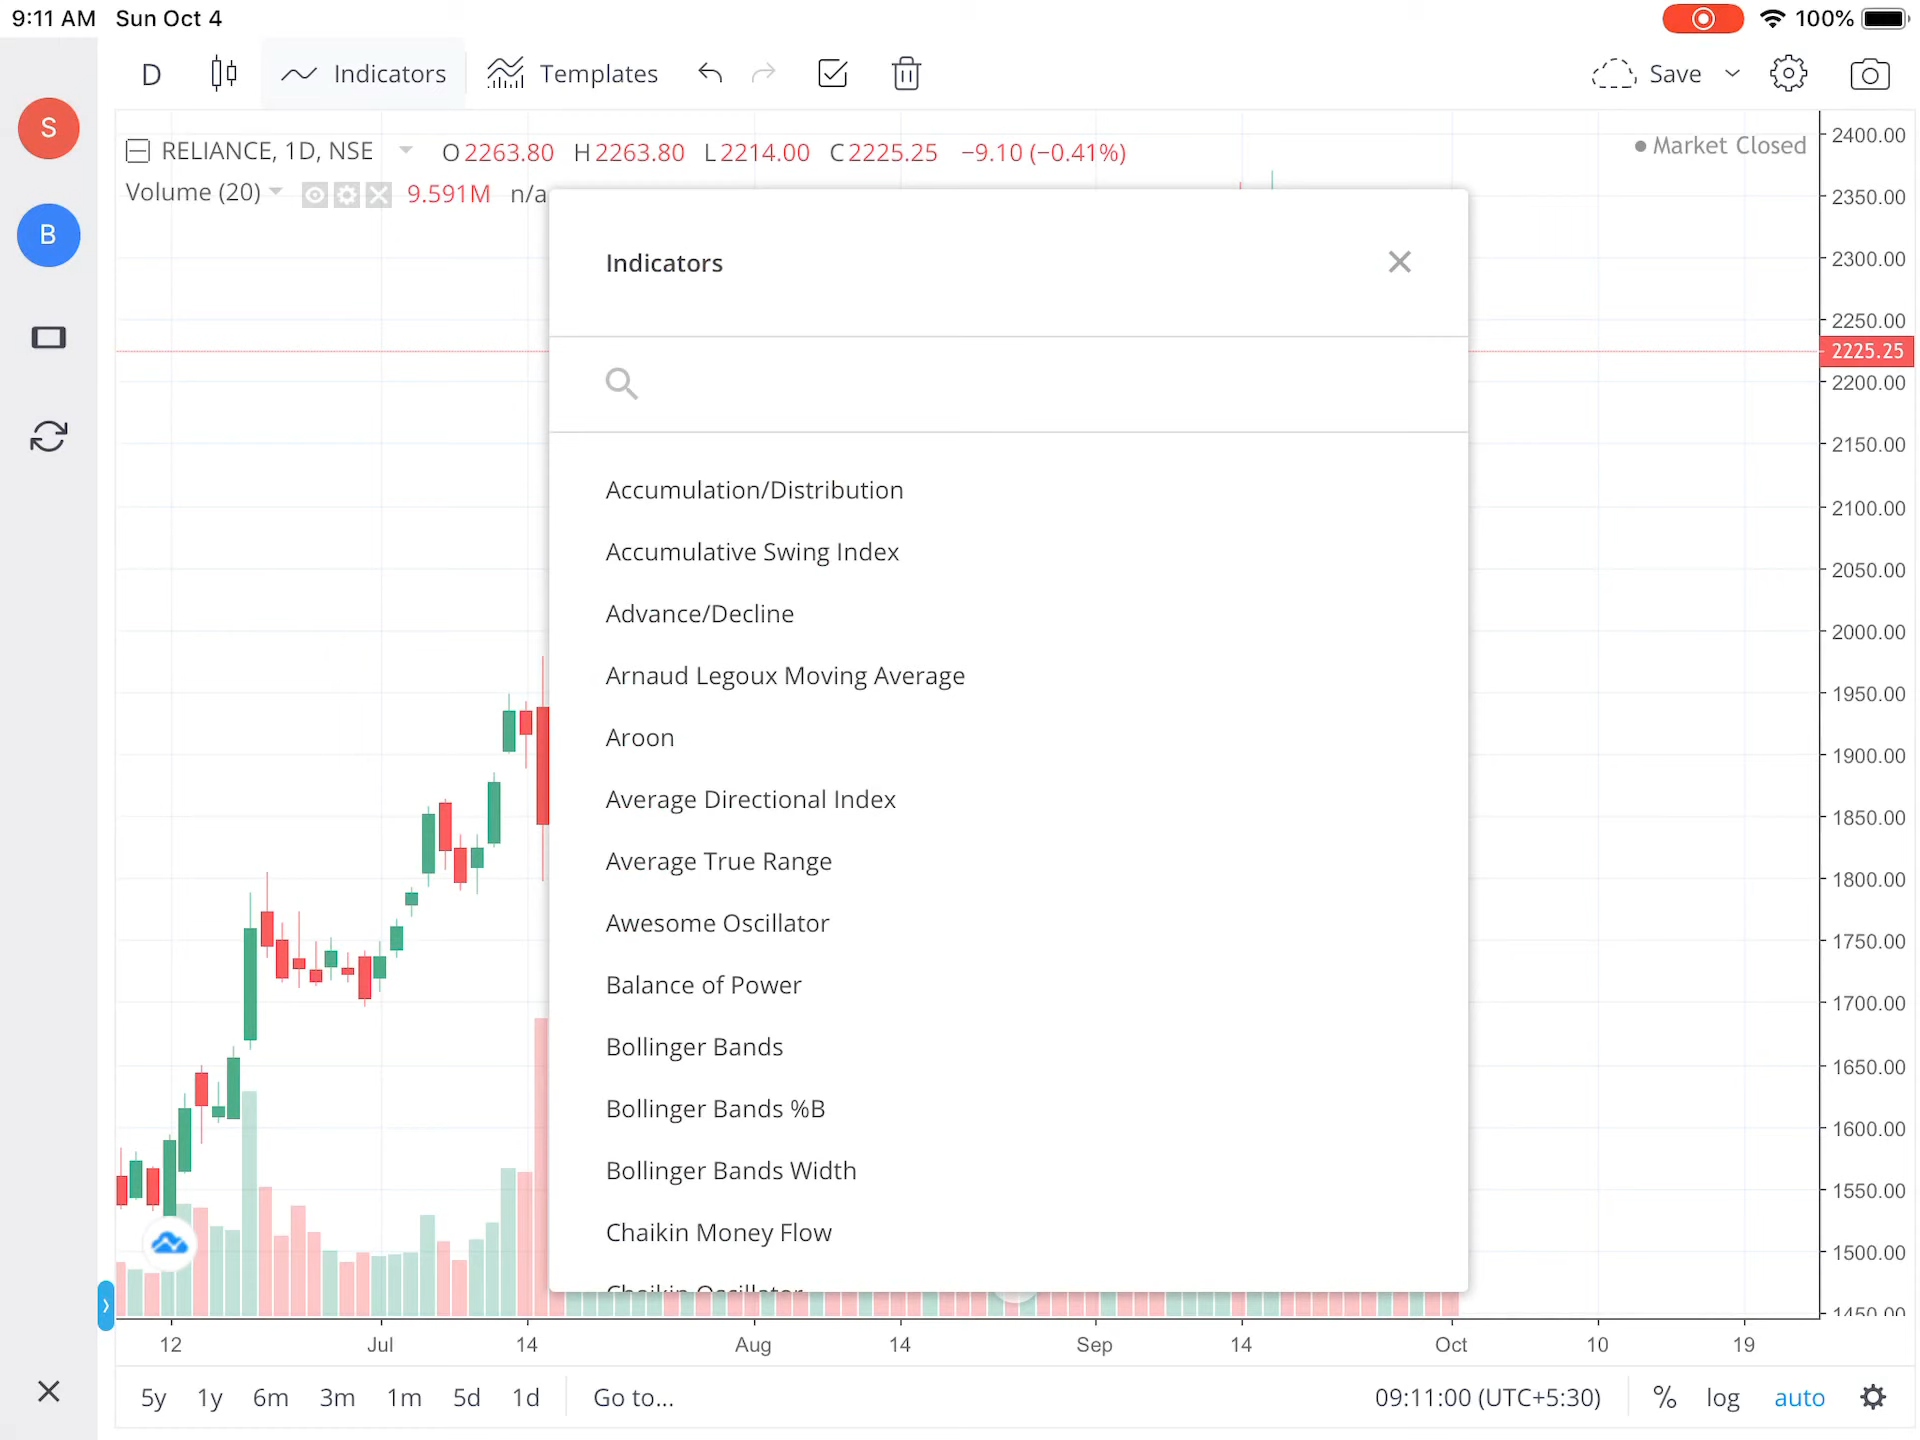 9:11 AM Sun Oct 4 100%
D Indicators Templates Save
S
RELIANCE, 1D, NSE O2263.80 H2263.80 L2214.00 C2225.25 −9.10 (−0.41%) Market Closed
Volume (20) 9.591M n/a
B
Indicators
Accumulation/Distribution
Accumulative Swing Index
Advance/Decline
Arnaud Legoux Moving Average
Aroon
Average Directional Index
Average True Range
Awesome Oscillator
Balance of Power
Bollinger Bands
Bollinger Bands %B
Bollinger Bands Width
Chaikin Money Flow
Chaikin Oscillator
2400.00
2350.00
2300.00
2250.00
2225.25
2200.00
2150.00
2100.00
2050.00
2000.00
1950.00
1900.00
1850.00
1800.00
1750.00
1700.00
1650.00
1600.00
1550.00
1500.00
1450.00
12 Jul 14 Aug 14 Sep 14 Oct 10 19
5y 1y 6m 3m 1m 5d 1d Go to... 09:11:00 (UTC+5:30) % log auto